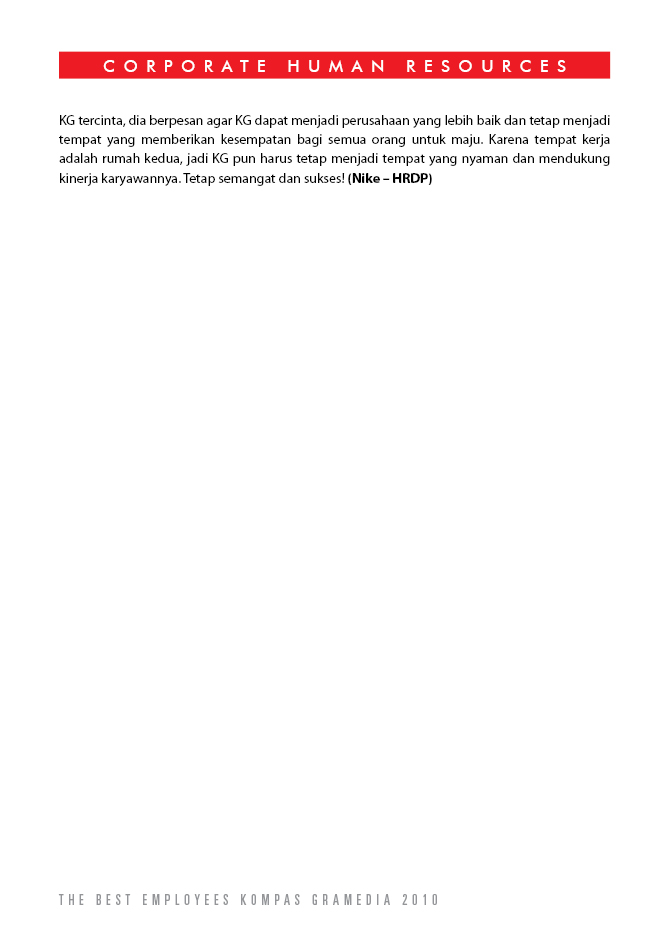 CORPORATE HUMAN RESOURCES
KG tercinta, dia berpesan agar KG dapat menjadi perusahaan yang lebih baik dan tetap menjadi
tempat yang memberikan kesempatan bagi semua orang untuk maju. Karena tempat kerja
adalah rumah kedua, jadi KG pun harus tetap menjadi tempat yang nyaman dan mendukung
kinerja karyawannya. Tetap semangat dan sukses! (Nike – HRDP)
THE BEST EMPLOYEES KOMPAS GRAMEDIA 2010